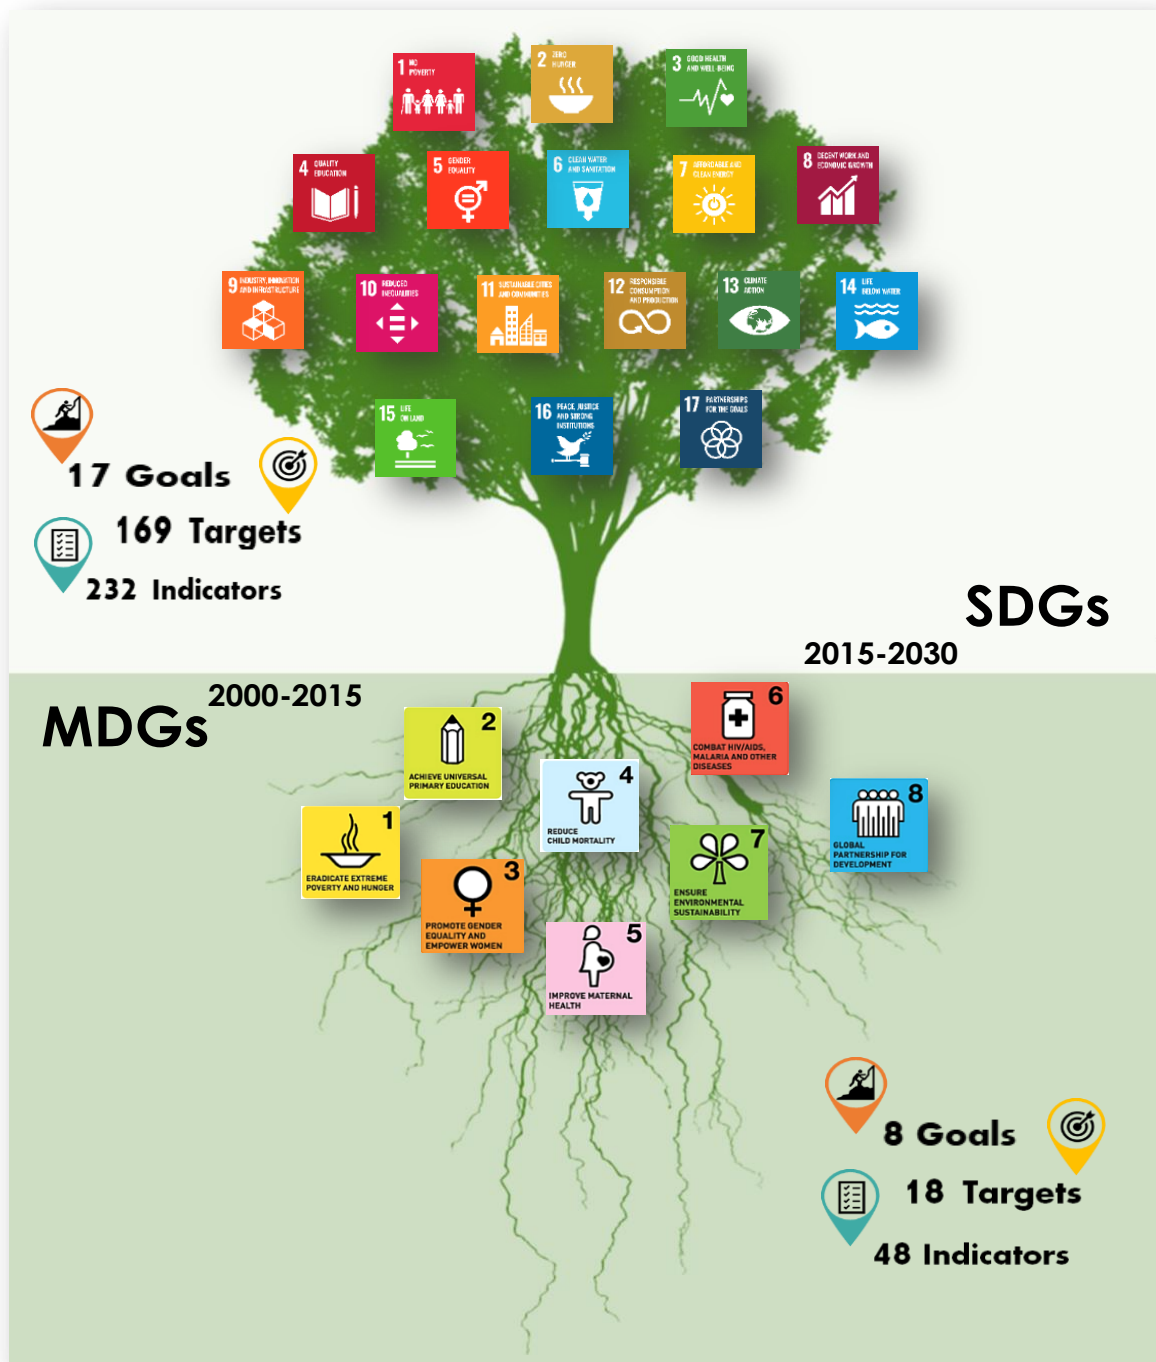 1 NO
POVERTY
2 ZERO
HUNGER
3 GOOD HEALTH
AND WELL-BEING
4 QUALITY
EDUCATION
5 GENDER
EQUALITY
6 CLEAN WATER
AND SANITATION
7 AFFORDABLE AND
CLEAN ENERGY
8 DECENT WORK AND
ECONOMIC GROWTH
9 INDUSTRY, INNOVATION
AND INFRASTRUCTURE
10 REDUCED
INEQUALITIES
11 SUSTAINABLE CITIES
AND COMMUNITIES
12 RESPONSIBLE
CONSUMPTION
AND PRODUCTION
13 CLIMATE
ACTION
14 LIFE
BELOW WATER
15 LIFE
ON LAND
16 PEACE, JUSTICE
AND STRONG
INSTITUTIONS
17 PARTNERSHIPS
FOR THE GOALS
17 Goals
169 Targets
232 Indicators
SDGs
2015-2030
2000-2015
MDGs
2
ACHIEVE UNIVERSAL
PRIMARY EDUCATION
6
COMBAT HIV/AIDS,
MALARIA AND OTHER
DISEASES
4
REDUCE
CHILD MORTALITY
8
GLOBAL
PARTNERSHIP FOR
DEVELOPMENT
1
ERADICATE EXTREME
POVERTY AND HUNGER
3
PROMOTE GENDER
EQUALITY AND
EMPOWER WOMEN
7
ENSURE
ENVIRONMENTAL
SUSTAINABILITY
5
IMPROVE MATERNAL
HEALTH
8 Goals
18 Targets
48 Indicators